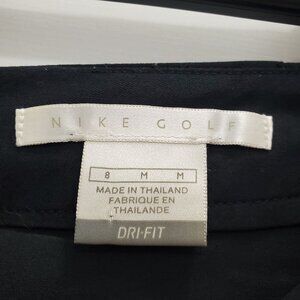 NIKE GOLF
8 M M
MADE IN THAILAND
FABRIQUE EN
THAILANDE
DRI-FIT